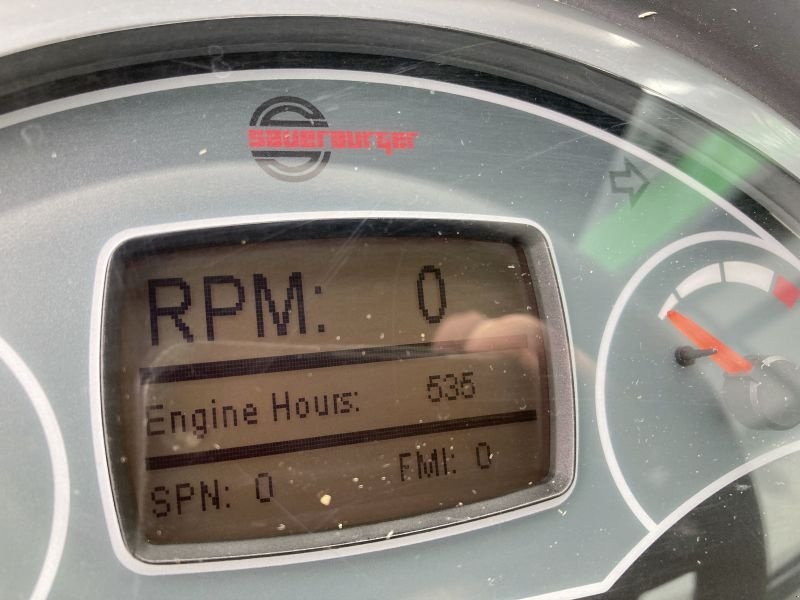 sauerburger
RPM: 0
Engine Hours: 535
SPN: 0 FMI: 0